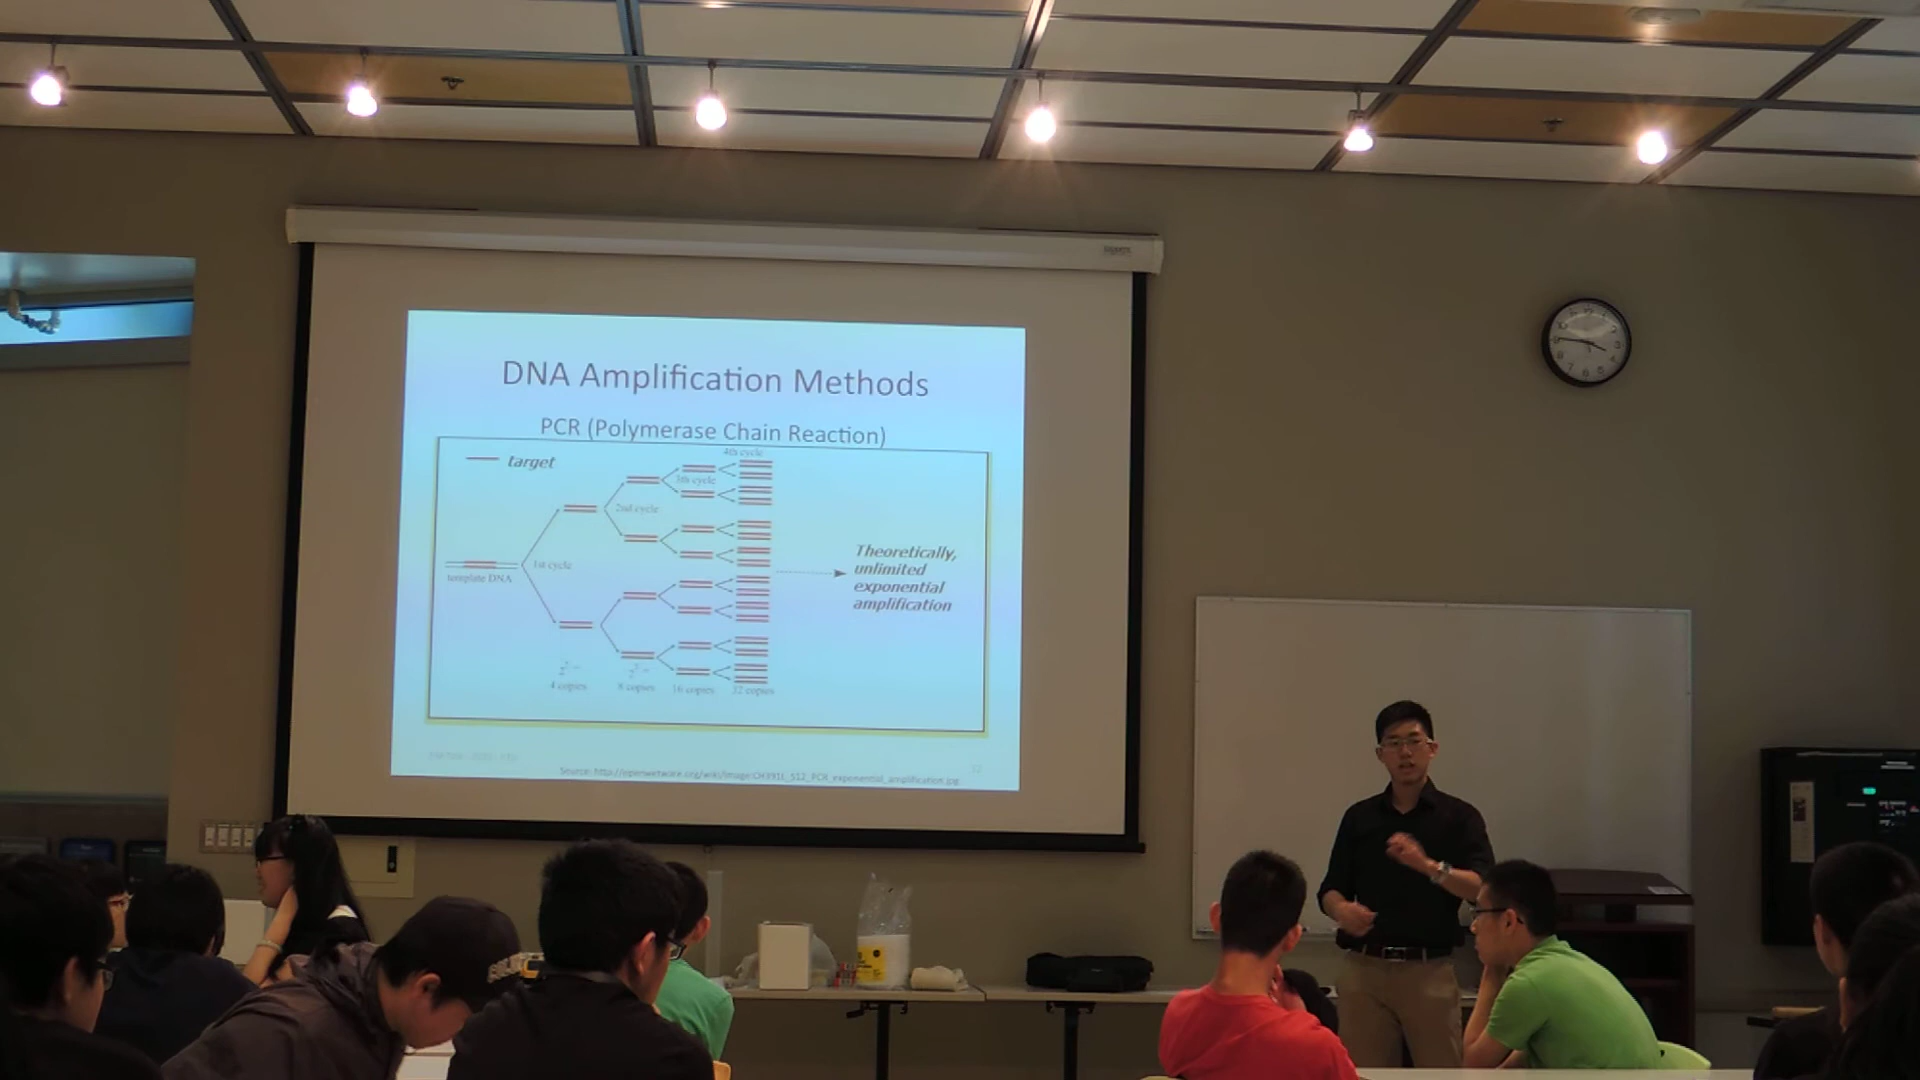 DNA Amplification Methods
PCR (Polymerase Chain Reaction)
target
4th cycle
3th cycle
2nd cycle
1st cycle
template DNA
Theoretically,
unlimited
exponential
amplification
4 copies
8 copies
16 copies
32 copies